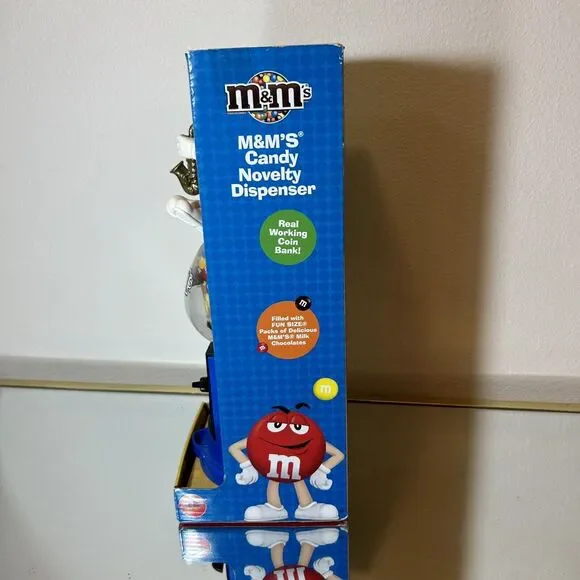 m&m's
M&M'S®
Candy
Novelty
Dispenser
Real
Working
Coin
Bank!
m
Filled with
FUN SIZE®
Packs of Delicious
M&M'S® Milk
Chocolates
m
m
m